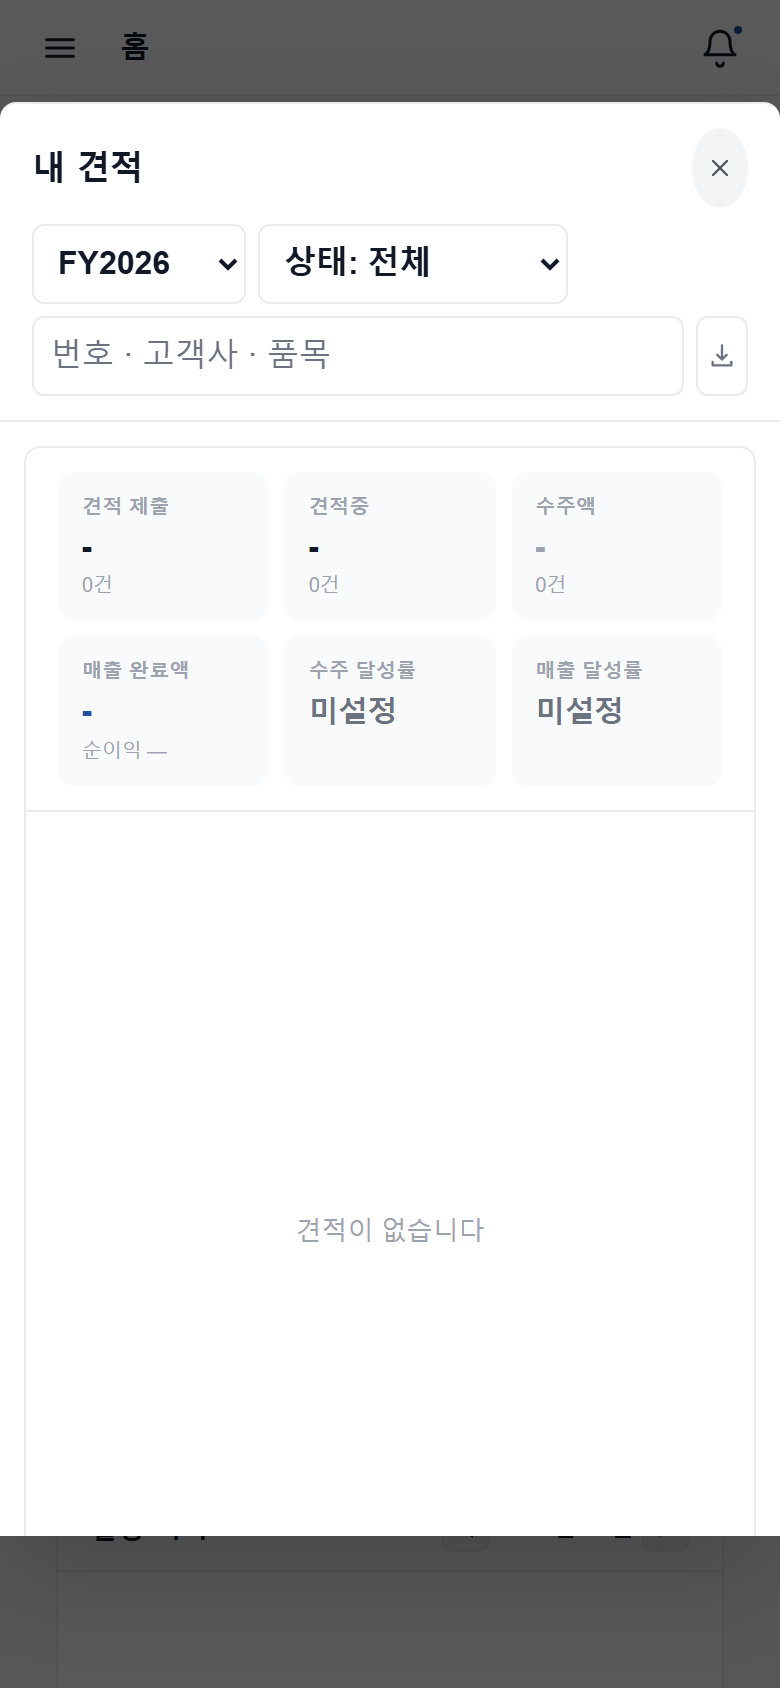 홈
내 견적
FY2026 상태: 전체
번호 · 고객사 · 품목
견적 제출 견적중 수주액
- - -
0건 0건 0건
매출 완료액 수주 달성률 매출 달성률
- 미설정 미설정
순이익 —
견적이 없습니다